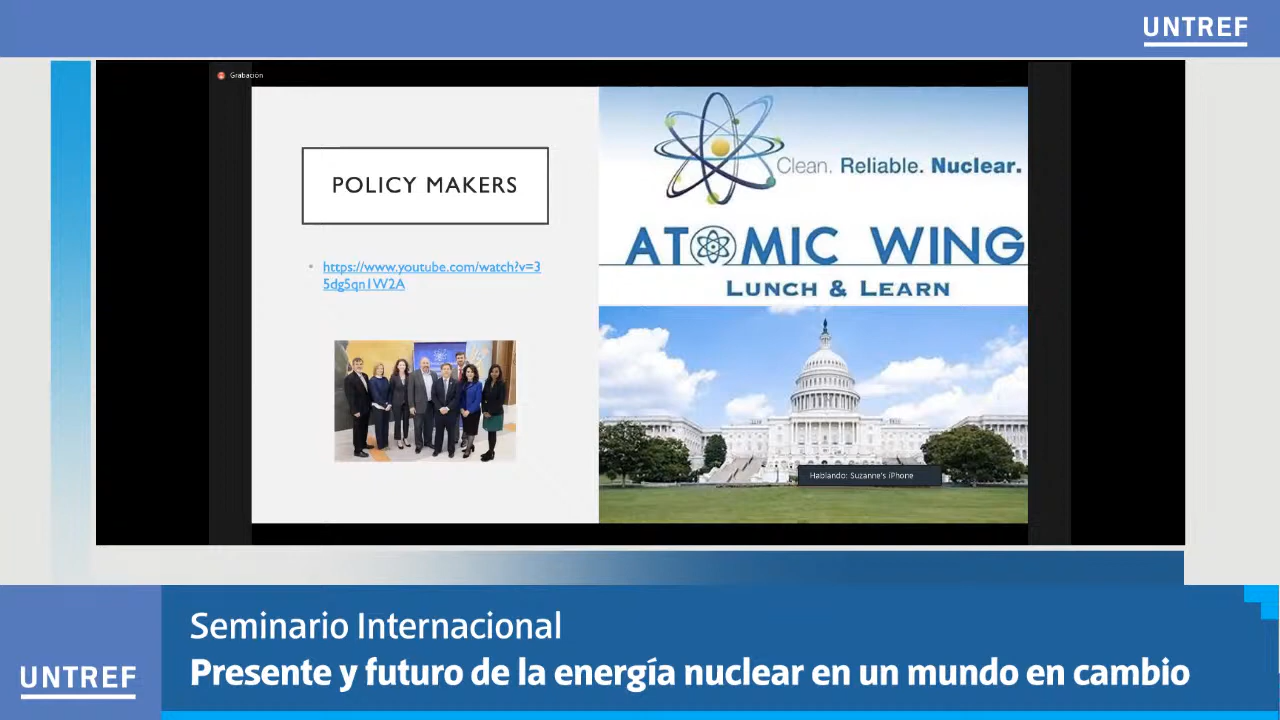 UNTREF
Grabación
POLICY MAKERS
https://www.youtube.com/watch?v=3
5dg5qn1W2A
Clean. Reliable. Nuclear.
ATOMIC WING
LUNCH & LEARN
Hablando: Suzanne's iPhone
Seminario Internacional
UNTREF
Presente y futuro de la energía nuclear en un mundo en cambio